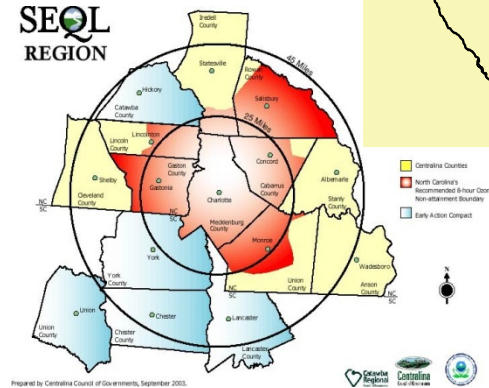 SEQL
REGION
Iredell
County
Statesville
Rowan
County
45 Miles
Hickory
Catawba
County
Salisbury
25 Miles
Lincolnton
Lincoln
County
Gaston
County
Concord
Shelby
Gastonia
Cabarrus
County
Albemarle
Cleveland
County
Charlotte
Stanly
County
NC
SC
NC
SC
Mecklenburg
County
Monroe
York
Wadesboro
York
County
Union
County
Anson
County
NC
SC
Union
Chester
Lancaster
Union
County
Chester
County
Lancaster
County
Centralina Counties
North Carolina's
Recommended 8-hour Ozone
Non-attainment Boundary
Early Action Compact
N
S
Prepared by Centralina Council of Governments, September 2003.
Catawba
Regional
Centralina